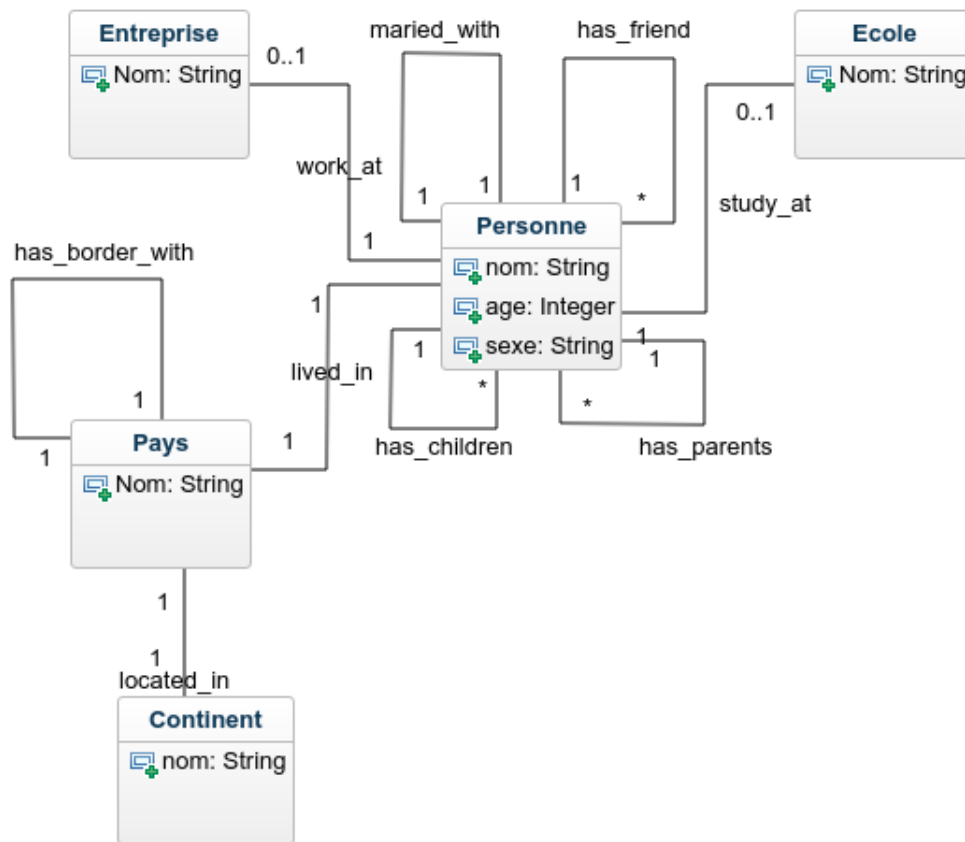 Entreprise
Nom: String
0..1
maried_with
has_friend
Ecole
Nom: String
0..1
work_at
1
1
1
*
study_at
1
Personne
nom: String
age: Integer
sexe: String
has_border_with
1
1
lived_in
1
*
1
1
*
has_children
has_parents
1
1
1
Pays
Nom: String
1
1
located_in
Continent
nom: String